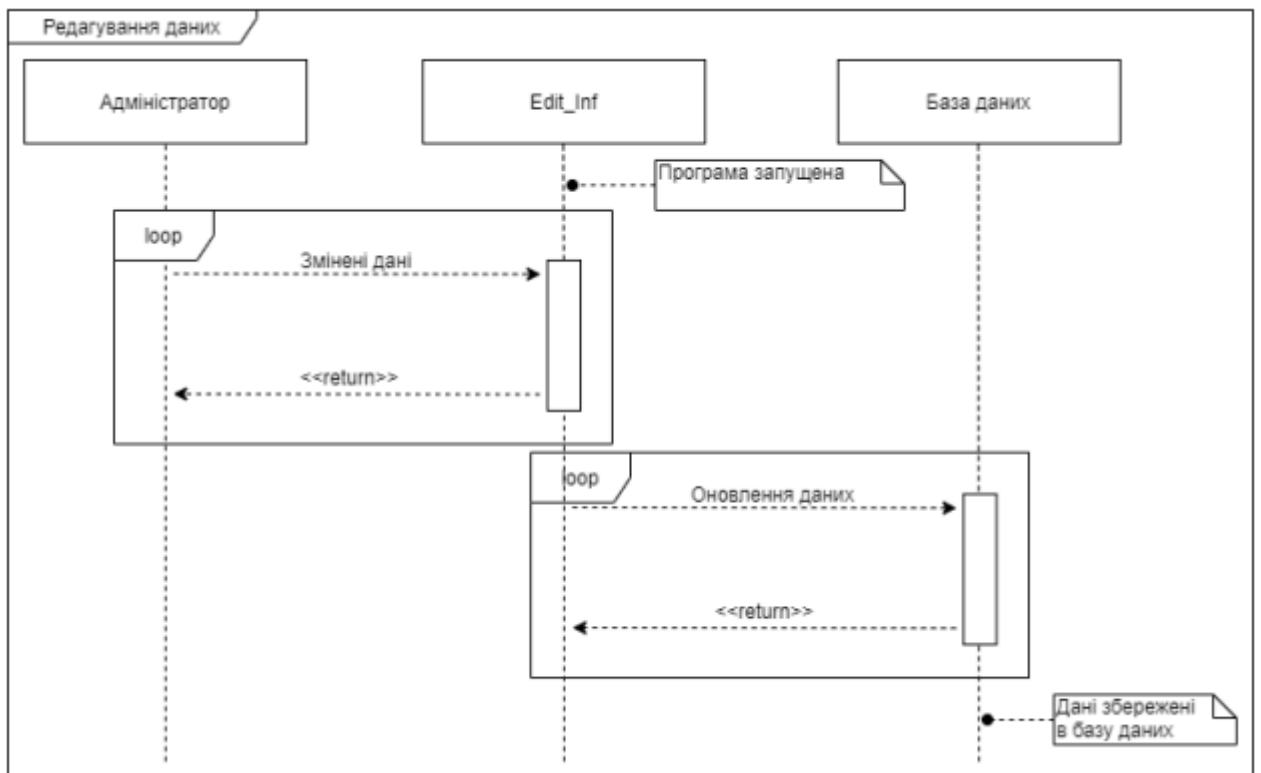 Редагування даних
Адміністратор
Edit_Inf
База даних
Програма запущена
loop
Змінені дані
<<return>>
loop
Оновлення даних
<<return>>
Дані збережені
в базу даних